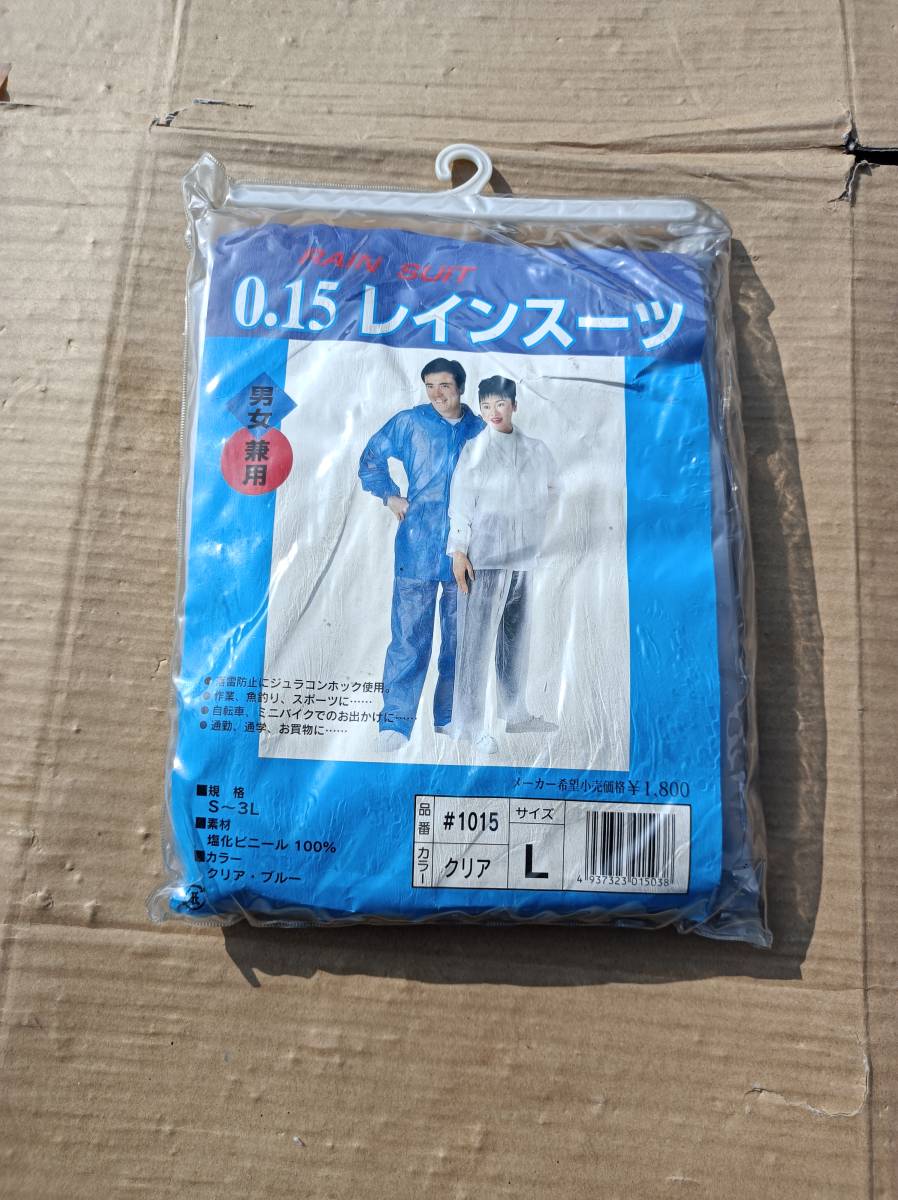 RAIN SUIT
0.15 レインスーツ
男女
兼用
●落雷防止にジュラコンホック使用。
●作業、魚釣り、スポーツに……
●自転車、ミニバイクでのお出かけに……
●通勤、通学、お買物に……
メーカー希望小売価格¥1,800
■規 格
S〜3L
■素材
塩化ビニール 100%
■カラー
クリア・ブルー
品番 #1015 サイズ
カラー クリア L
4 937323 015038